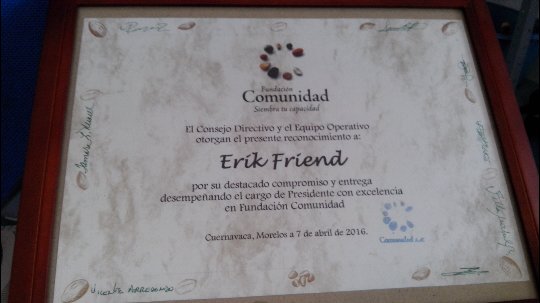 Fundación
Comunidad
Siembra tu capacidad
El Consejo Directivo y el Equipo Operativo
otorgan el presente reconocimiento a:
Erik Friend
por su destacado compromiso y entrega
desempeñando el cargo de Presidente con excelencia
en Fundación Comunidad
Cuernavaca, Morelos a 7 de abril de 2016.
Comunidad A.C.
VICENTE ARREDONDO